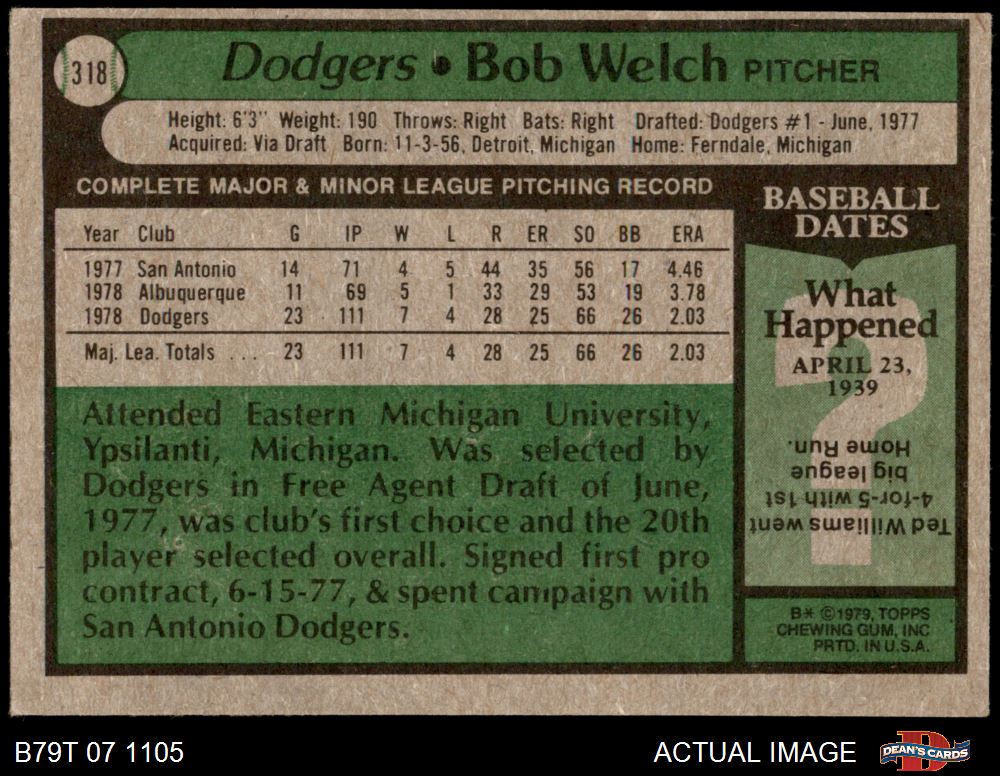 318
Dodgers • Bob Welch PITCHER
Height: 6'3" Weight: 190 Throws: Right Bats: Right Drafted: Dodgers #1 - June, 1977
Acquired: Via Draft Born: 11-3-56, Detroit, Michigan Home: Ferndale, Michigan
COMPLETE MAJOR & MINOR LEAGUE PITCHING RECORD
Year Club G IP W L R ER SO BB ERA
1977 San Antonio 14 71 4 5 44 35 56 17 4.46
1978 Albuquerque 11 69 5 1 33 29 53 19 3.78
1978 Dodgers 23 111 7 4 28 25 66 26 2.03
Maj. Lea. Totals ... 23 111 7 4 28 25 66 26 2.03
Attended Eastern Michigan University,
Ypsilanti, Michigan. Was selected by
Dodgers in Free Agent Draft of June,
1977, was club's first choice and the 20th
player selected overall. Signed first pro
contract, 6-15-77, & spent campaign with
San Antonio Dodgers.
BASEBALL
DATES
What
Happened
APRIL 23,
1939
?
Ted Williams went
4-for-5 with 1st
big league
Home Run.
B* ©1979, TOPPS
CHEWING GUM, INC
PRTD. IN U.S.A.
B79T 07 1105
ACTUAL IMAGE
D
DEAN'S CARDS